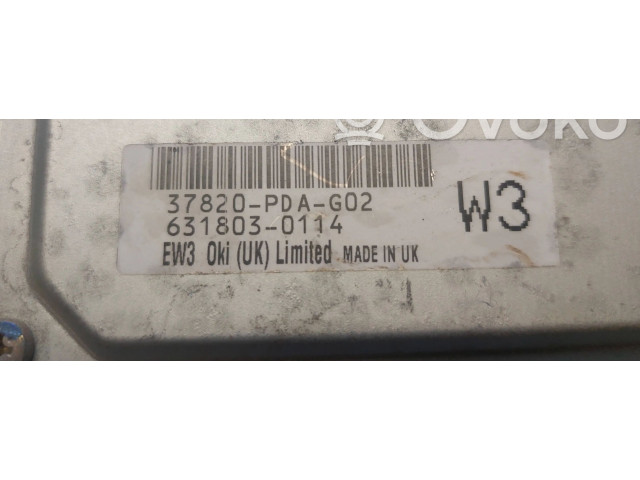 Ovoko
37820-PDA-G02
631803-0114
W3
EW3 Oki (UK) Limited MADE IN UK